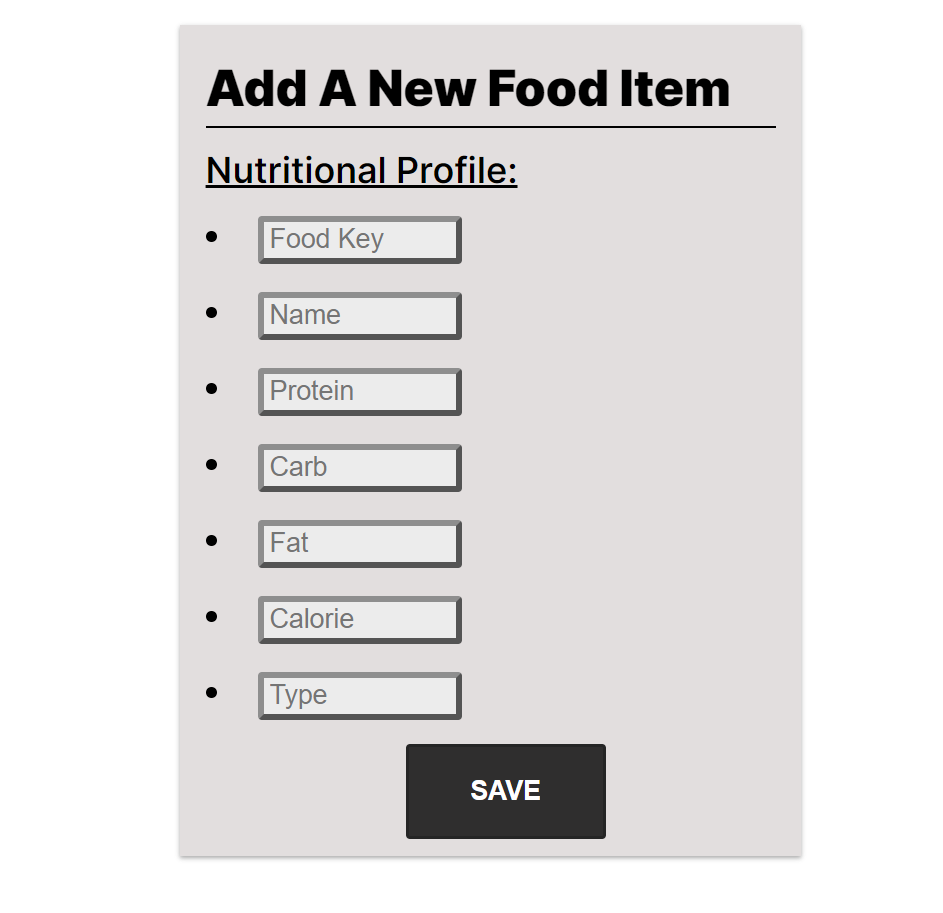 Add A New Food Item
Nutritional Profile:
Food Key
Name
Protein
Carb
Fat
Calorie
Type
SAVE